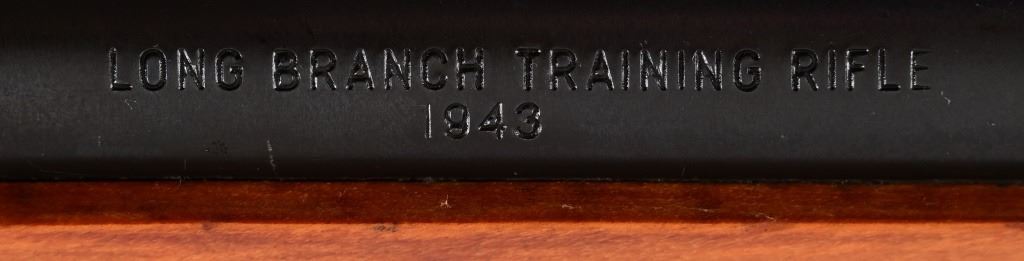 LONG BRANCH TRAINING RIFLE
1943